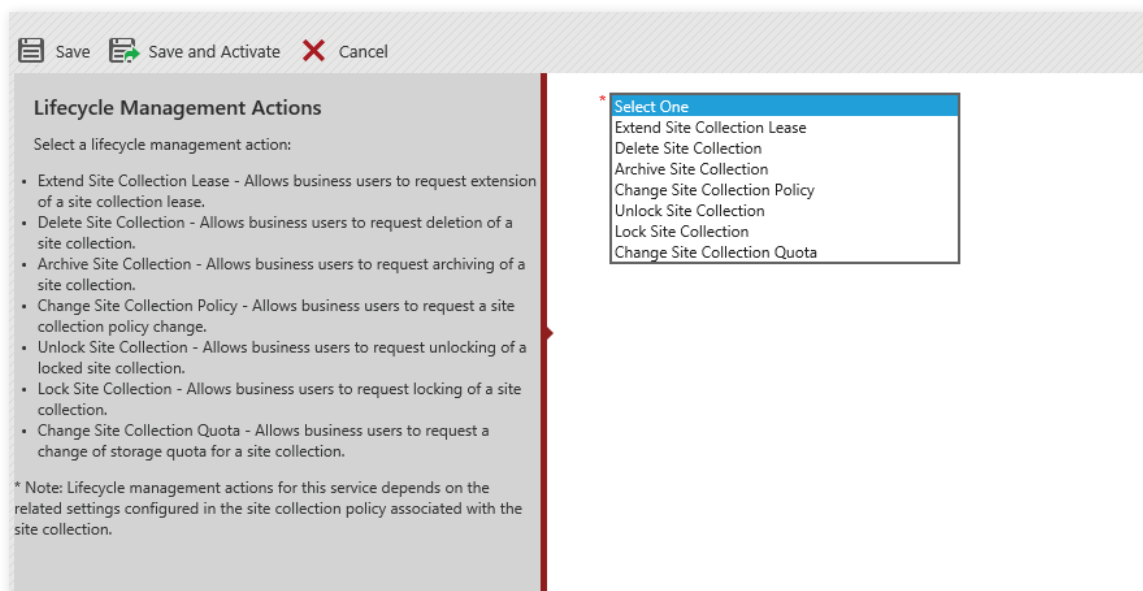 Save Save and Activate Cancel
Lifecycle Management Actions
Select a lifecycle management action:
• Extend Site Collection Lease - Allows business users to request extension
of a site collection lease.
• Delete Site Collection - Allows business users to request deletion of a
site collection.
• Archive Site Collection - Allows business users to request archiving of a
site collection.
• Change Site Collection Policy - Allows business users to request a site
collection policy change.
• Unlock Site Collection - Allows business users to request unlocking of a
locked site collection.
• Lock Site Collection - Allows business users to request locking of a site
collection.
• Change Site Collection Quota - Allows business users to request a
change of storage quota for a site collection.
* Note: Lifecycle management actions for this service depends on the
related settings configured in the site collection policy associated with the
site collection.
* Select One
Extend Site Collection Lease
Delete Site Collection
Archive Site Collection
Change Site Collection Policy
Unlock Site Collection
Lock Site Collection
Change Site Collection Quota